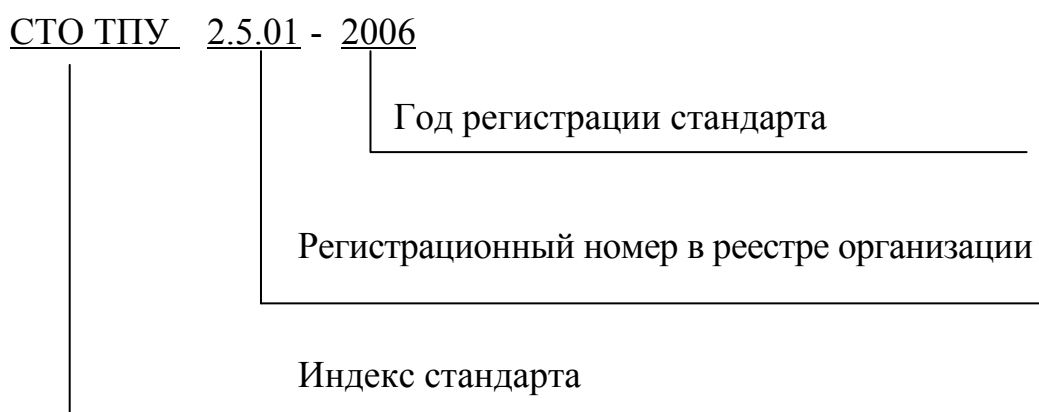 СТО ТПУ 2.5.01 - 2006
Год регистрации стандарта
Регистрационный номер в реестре организации
Индекс стандарта